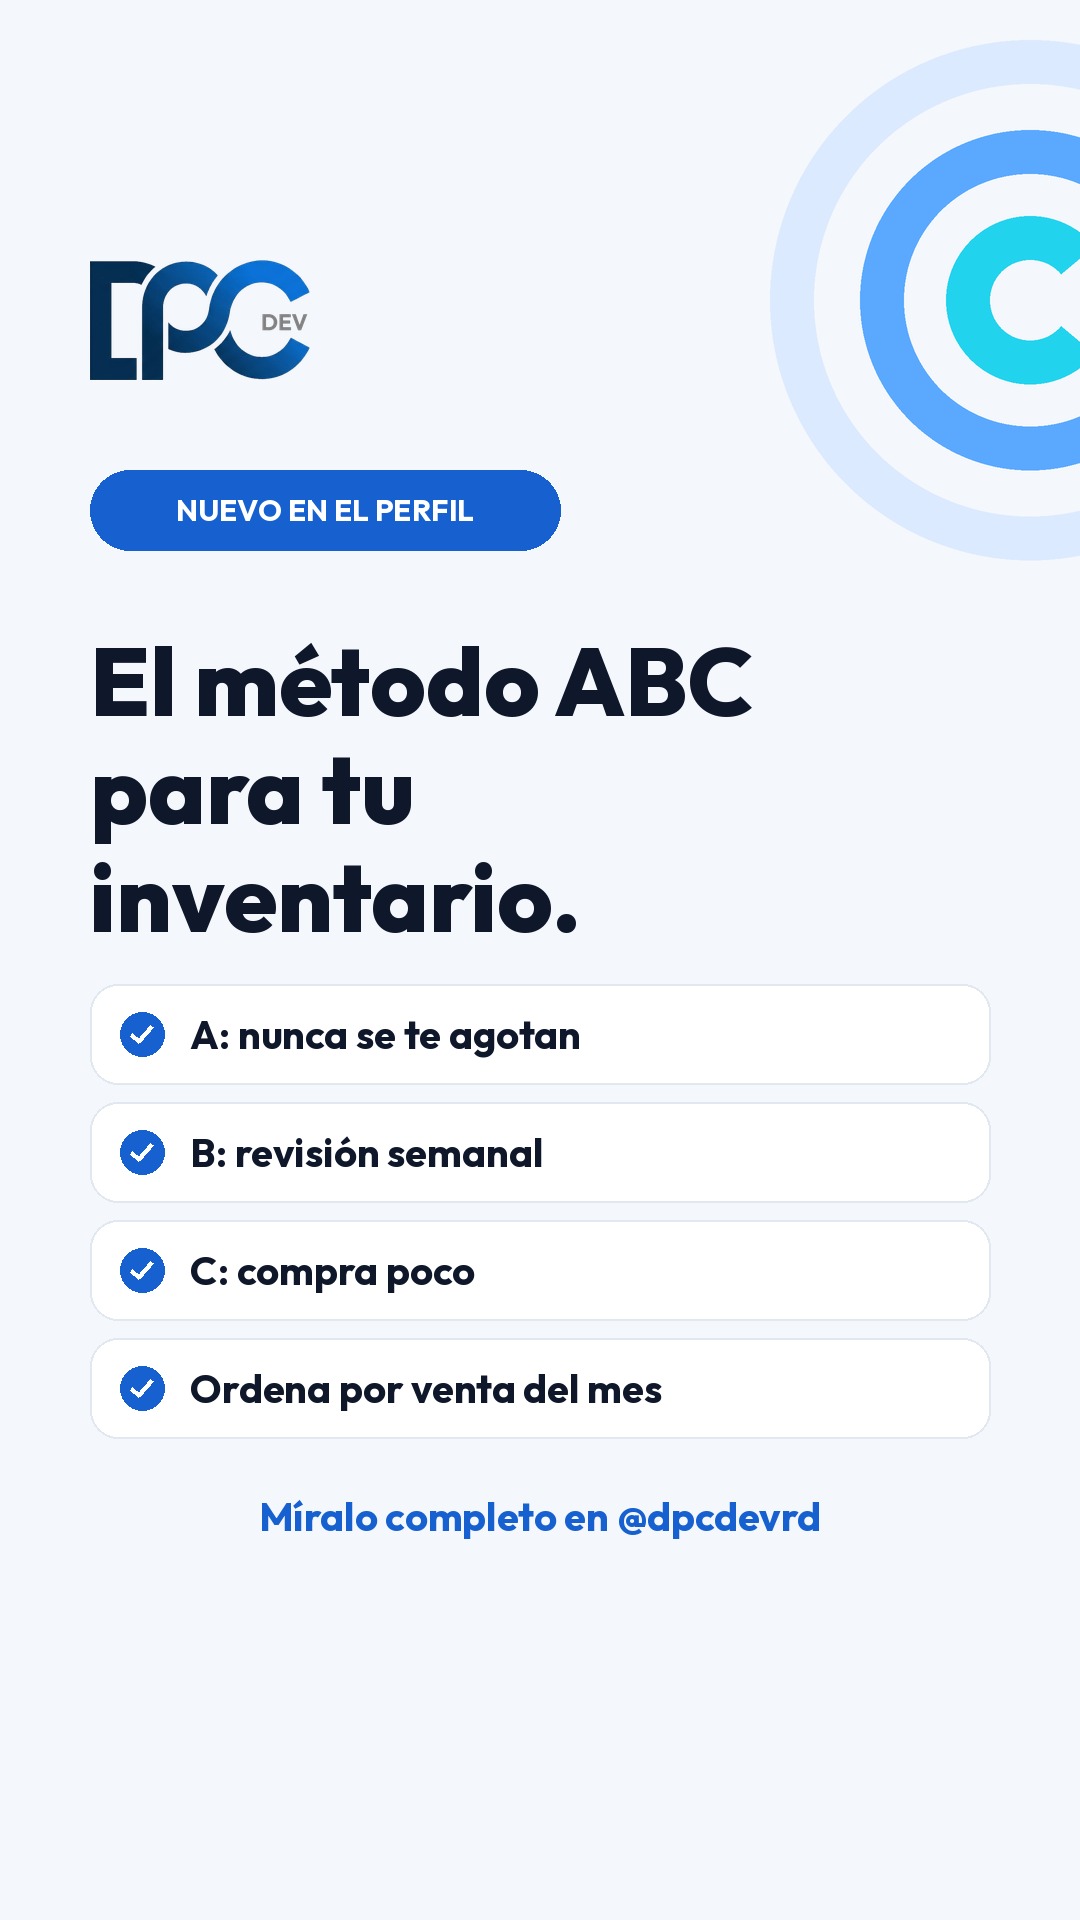 DPC
DEV
NUEVO EN EL PERFIL
El método ABC
para tu
inventario.
A: nunca se te agotan
B: revisión semanal
C: compra poco
Ordena por venta del mes
Míralo completo en @dpcdevrd